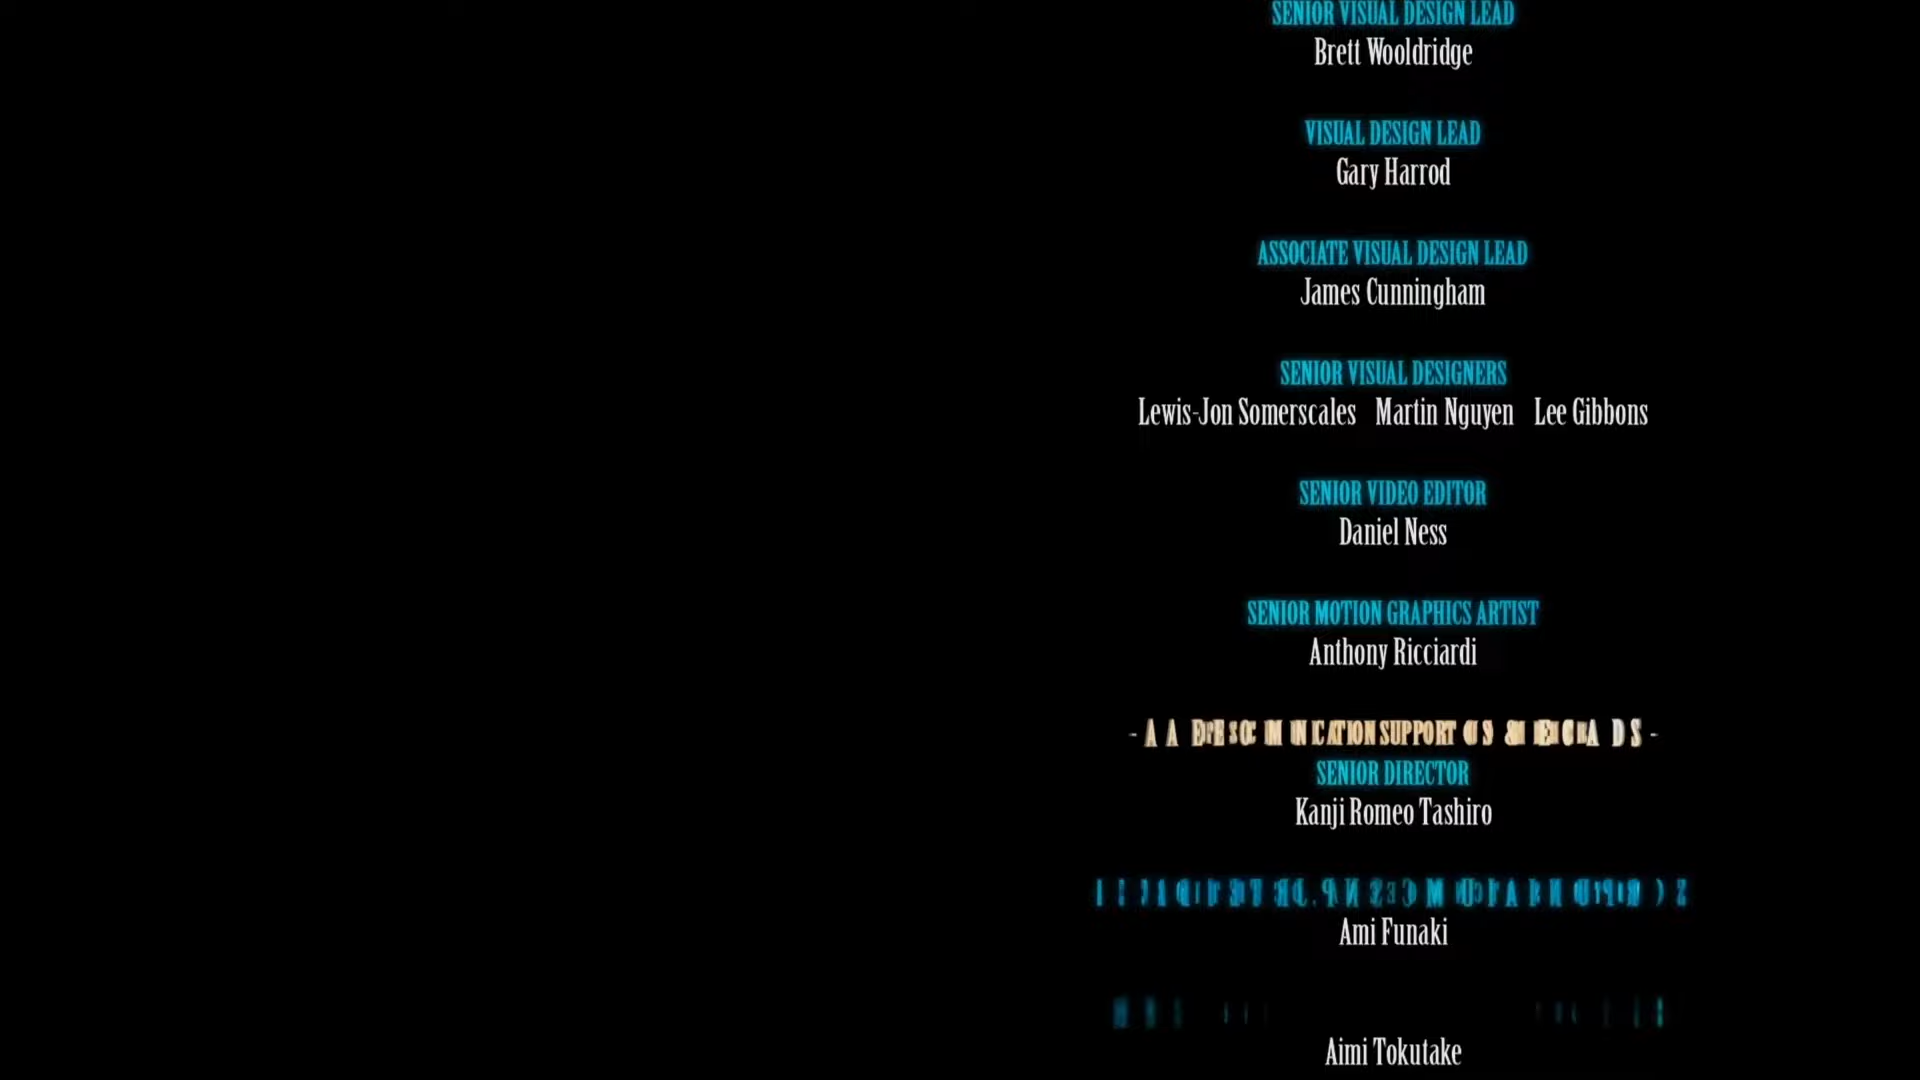 SENIOR VISUAL DESIGN LEAD
Brett Wooldridge
VISUAL DESIGN LEAD
Gary Harrod
ASSOCIATE VISUAL DESIGN LEAD
James Cunningham
SENIOR VISUAL DESIGNERS
Lewis-Jon Somerscales Martin Nguyen Lee Gibbons
SENIOR VIDEO EDITOR
Daniel Ness
SENIOR MOTION GRAPHICS ARTIST
Anthony Ricciardi
SUPPORT
SENIOR DIRECTOR
Kanji Romeo Tashiro
Ami Funaki
Aimi Tokutake